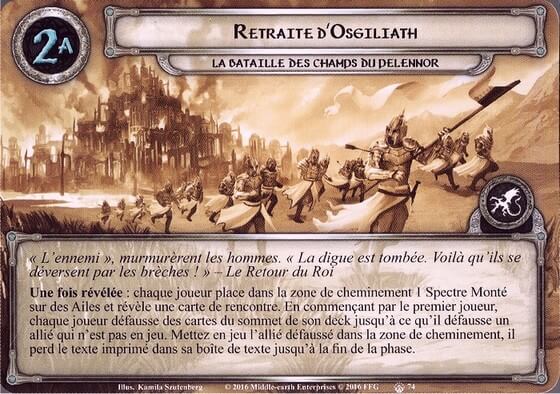 2A
RETRAITE D'OSGILIATH
LA BATAILLE DES CHAMPS DU PELENNOR
« L'ennemi », murmurèrent les hommes. « La digue est tombée. Voilà qu'ils se
déversent par les brèches ! » – Le Retour du Roi
Une fois révélée : chaque joueur place dans la zone de cheminement 1 Spectre Monté
sur des Ailes et révèle une carte de rencontre. En commençant par le premier joueur,
chaque joueur défausse des cartes du sommet de son deck jusqu'à ce qu'il défausse un
allié qui n'est pas en jeu. Mettez en jeu l'allié défaussé dans la zone de cheminement, il
perd le texte imprimé dans sa boîte de texte jusqu'à la fin de la phase.
Illus. Kamila Szutenberg © 2016 Middle-earth Enterprises © 2016 FFG 74